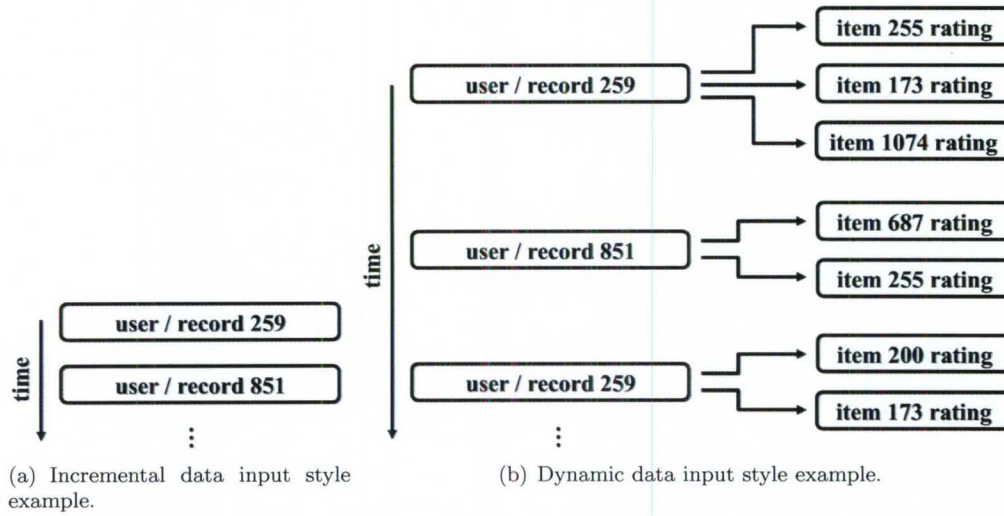 time
user / record 259
user / record 851
...
(a) Incremental data input style
example.
time
user / record 259
item 255 rating
item 173 rating
item 1074 rating
user / record 851
item 687 rating
item 255 rating
user / record 259
item 200 rating
item 173 rating
...
(b) Dynamic data input style example.